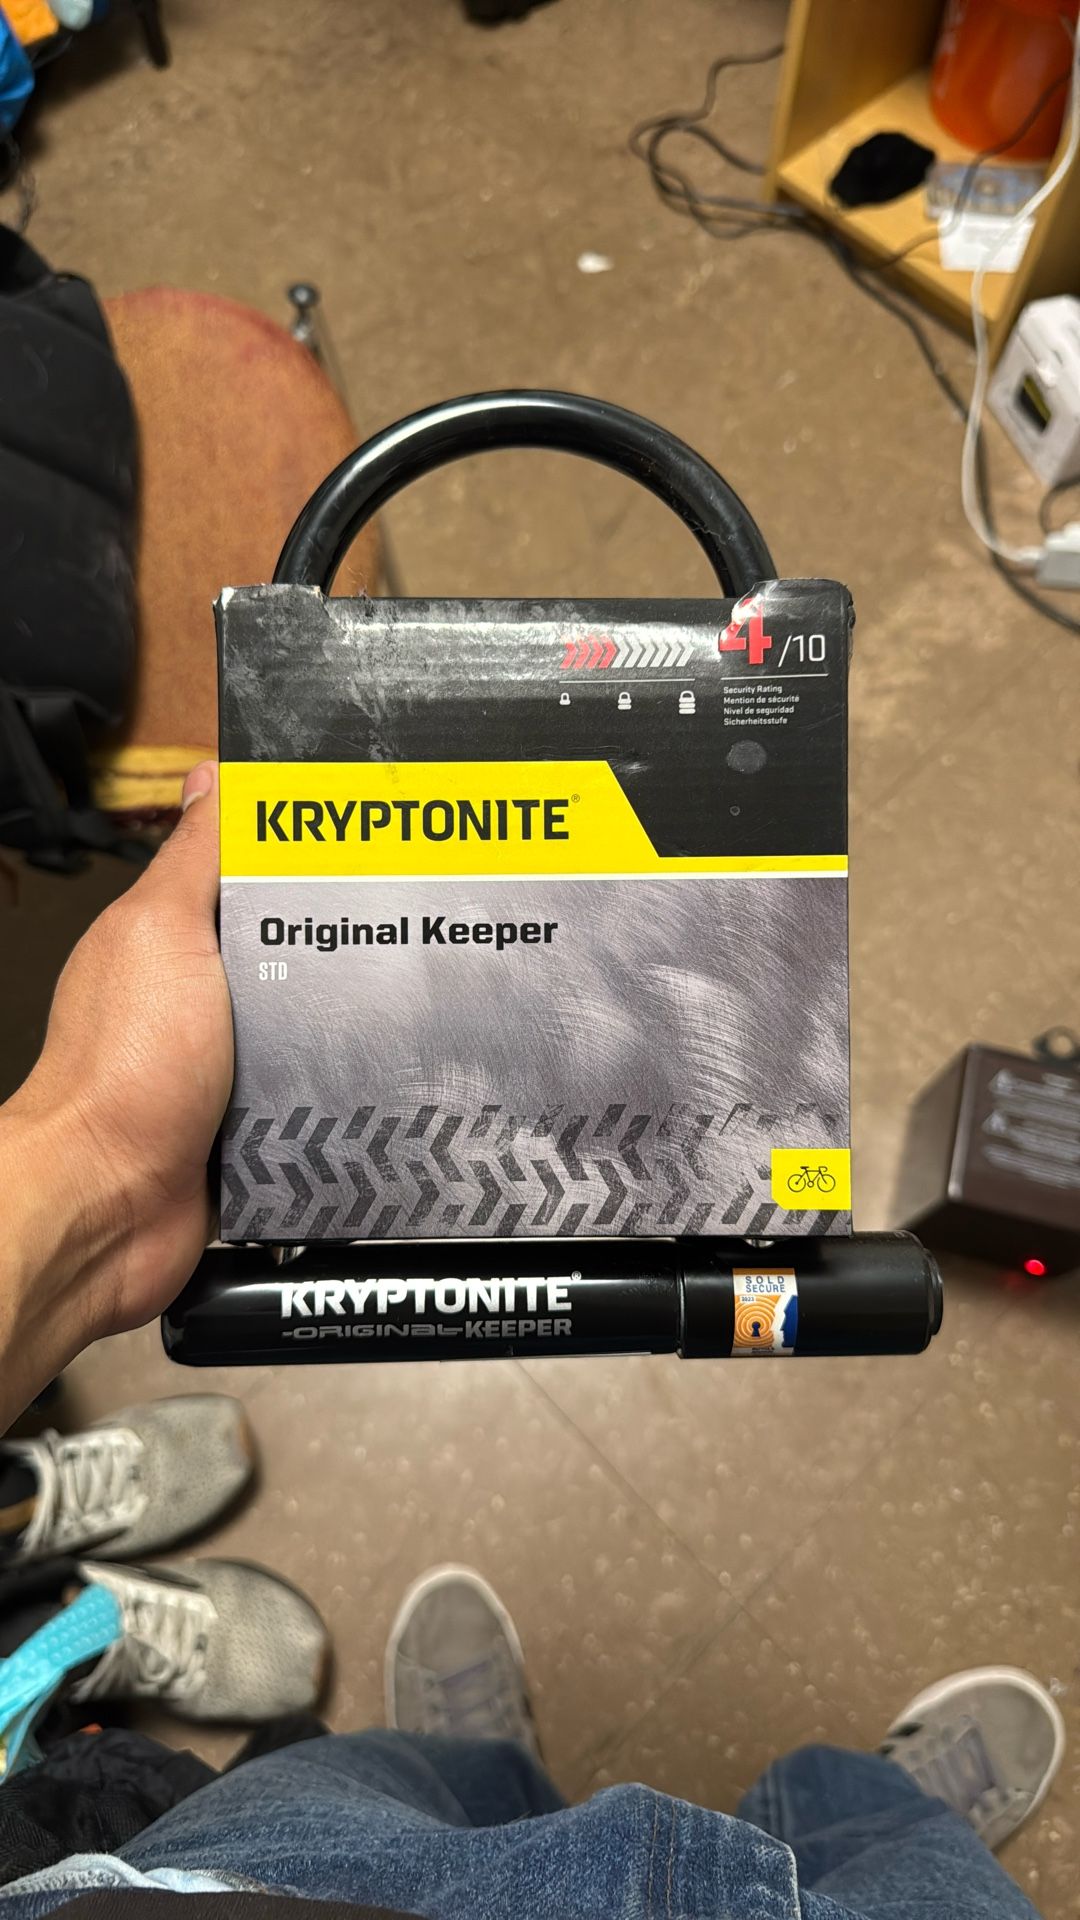 4/10
Security Rating
Mention de sécurité
Nivel de seguridad
Sicherheitsstufe
KRYPTONITE®
Original Keeper
STD
KRYPTONITE®
ORIGINAL KEEPER
SOLD
SECURE
2023